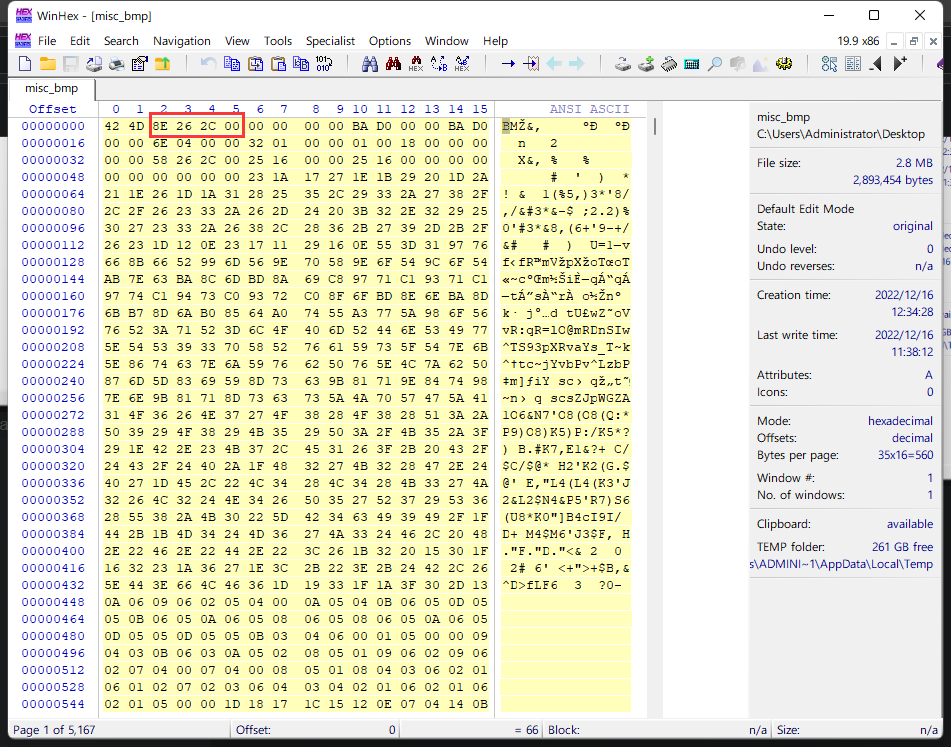 WinHex - [misc_bmp]
File Edit Search Navigation View Tools Specialist Options Window Help
19.9 x86
misc_bmp
Offset 0 1 2 3 4 5 6 7 8 9 10 11 12 13 14 15 ANSI ASCII
00000000 42 4D 8E 26 2C 00 00 00 00 00 BA D0 00 00 BA D0 BMŽ&, ºÐ ºÐ
00000016 00 00 6E 04 00 00 32 01 00 00 01 00 18 00 00 00 n 2
00000032 00 00 58 26 2C 00 25 16 00 00 25 16 00 00 00 00 X&, % %
00000048 00 00 00 00 00 00 23 1A 17 27 1E 1B 29 20 1D 2A # ' ) *
00000064 21 1E 26 1D 1A 31 28 25 35 2C 29 33 2A 27 38 2F ! & 1(%5,)3*'8/
00000080 2C 2F 26 23 33 2A 26 2D 24 20 3B 32 2E 32 29 25 ,/&#3*&-$ ;2.2)%
00000096 30 27 23 33 2A 26 38 2C 28 36 2B 27 39 2D 2B 2F 0'#3*&8,(6+'9-+/
00000112 26 23 1D 12 0E 23 17 11 29 16 0E 55 3D 31 97 76 &# # ) U=1—v
00000128 66 8B 66 52 99 6D 56 9E 70 58 9E 6F 54 9C 6F 54 f‹fR™mVžpXžoTœoT
00000144 AB 7E 63 BA 8C 6D BD 8A 69 C8 97 71 C1 93 71 C1
00000160 97 74 C1 94 73 C0 93 72 C0 8F 6F BD 8E 6E BA 8D
00000176 6B B7 8D 6A B0 85 64 A0 74 55 A3 77 5A 98 6F 56
00000192 76 52 3A 71 52 3D 6C 4F 40 6D 52 44 6E 53 49 77 vR:qR=lO@mRDnSIw
00000208 5E 54 53 39 33 70 58 52 76 61 59 73 5F 54 7E 6B ^TS93pXRvaYs_T~k
00000224 5E 86 74 63 7E 6A 59 76 62 50 76 5E 4C 7A 62 50 ^†tc~jYvbPv^LzbP
00000240 87 6D 5D 83 69 59 8D 73 63 9B 81 71 9E 84 74 98
00000256 7E 6E 9B 81 71 8D 73 63 73 5A 4A 70 57 47 5A 41
00000272 31 4F 36 26 4E 37 27 4F 38 28 4F 38 28 51 3A 2A 1O6&N7'O8(O8(Q:*
00000288 50 39 29 4F 38 29 4B 35 29 50 3A 2F 4B 35 2A 3F P9)O8)K5)P:/K5*?
00000304 29 1E 42 2E 23 4B 37 2C 45 31 26 3F 2B 20 43 2F ) B.#K7,E1&?+ C/
00000320 24 43 2F 24 40 2A 1F 48 32 27 4B 32 28 47 2E 24 $C/$@* H2'K2(G.$
00000336 40 27 1D 45 2C 22 4C 34 28 4C 34 28 4B 33 27 4A @' E,"L4(L4(K3'J
00000352 32 26 4C 32 24 4E 34 26 50 35 27 52 37 29 53 36 2&L2$N4&P5'R7)S6
00000368 28 55 38 2A 4B 30 22 5D 42 34 63 49 39 49 2F 1F (U8*K0"]B4cI9I/
00000384 44 2B 1B 4D 34 24 4D 36 27 4A 33 24 46 2C 20 48 D+ M4$M6'J3$F, H
00000400 2E 22 46 2E 22 44 2E 22 3C 26 1B 32 20 15 30 1F ."F."D."<& 2 0
00000416 16 32 23 1A 36 27 1E 3C 2B 22 3E 2B 24 42 2C 26 2# 6' <+">+$B,&
00000432 5E 44 3E 66 4C 46 36 1D 19 33 1F 1A 3F 30 2D 13 ^D>fLF6 3 ?0-
00000448 0A 06 09 06 02 05 04 00 0A 05 04 0B 06 05 0D 05
00000464 05 0B 06 05 0A 06 05 08 06 05 08 06 05 0A 06 05
00000480 0D 05 05 0D 05 05 0B 03 04 06 00 01 05 00 00 09
00000496 04 03 0B 06 03 0A 05 02 08 05 01 09 06 02 09 06
00000512 02 07 04 00 07 04 00 08 05 01 08 04 03 06 02 01
00000528 06 01 02 07 02 03 06 04 03 04 02 01 06 02 01 06
00000544 02 01 05 00 00 1D 18 17 1C 15 12 0E 07 04 14 0B
misc_bmp
C:\Users\Administrator\Desktop
File size: 2.8 MB
2,893,454 bytes
Default Edit Mode
State: original
Undo level: 0
Undo reverses: n/a
Creation time: 2022/12/16
12:34:28
Last write time: 2022/12/16
11:38:12
Attributes: A
Icons: 0
Mode: hexadecimal
Offsets: decimal
Bytes per page: 35x16=560
Window #: 1
No. of windows: 1
Clipboard: available
TEMP folder: 261 GB free
s\ADMINI~1\AppData\Local\Temp
Page 1 of 5,167 Offset: 0 = 66 Block: n/a Size: n/a